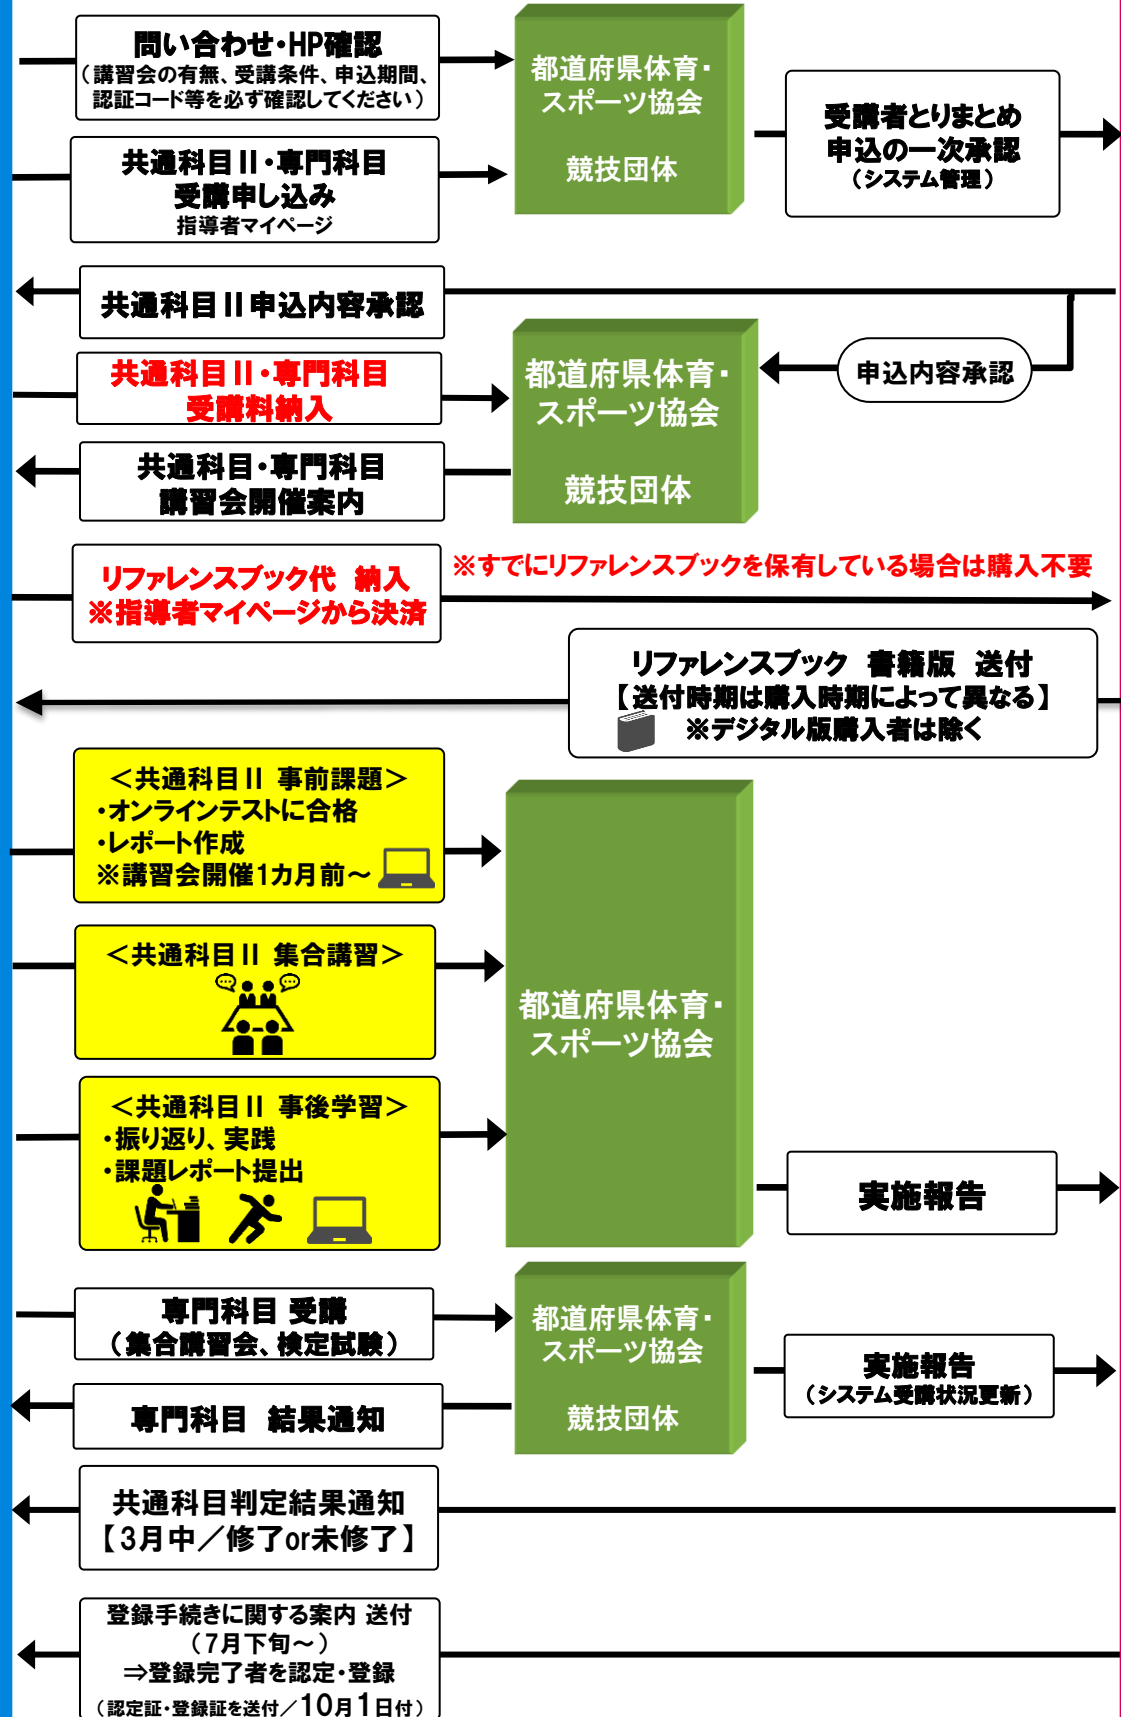 問い合わせ・HP確認
（講習会の有無、受講条件、申込期間、
認証コード等を必ず確認してください）
都道府県体育・
スポーツ協会
競技団体
受講者とりまとめ
申込の一次承認
（システム管理）
共通科目Ⅱ・専門科目
受講申し込み
指導者マイページ
共通科目Ⅱ申込内容承認
共通科目Ⅱ・専門科目
受講料納入
都道府県体育・
スポーツ協会
競技団体
申込内容承認
共通科目・専門科目
講習会開催案内
リファレンスブック代　納入
※指導者マイページから決済
※すでにリファレンスブックを保有している場合は購入不要
リファレンスブック　書籍版　送付
【送付時期は購入時期によって異なる】
※デジタル版購入者は除く
＜共通科目Ⅱ 事前課題＞
・オンラインテストに合格
・レポート作成
※講習会開催1カ月前～
＜共通科目Ⅱ 集合講習＞
都道府県体育・
スポーツ協会
＜共通科目Ⅱ 事後学習＞
・振り返り、実践
・課題レポート提出
実施報告
専門科目 受講
（集合講習会、検定試験）
都道府県体育・
スポーツ協会
競技団体
実施報告
（システム受講状況更新）
専門科目　結果通知
共通科目判定結果通知
【3月中／修了or未修了】
登録手続きに関する案内 送付
（7月下旬～）
⇒登録完了者を認定・登録
（認定証・登録証を送付／10月1日付）